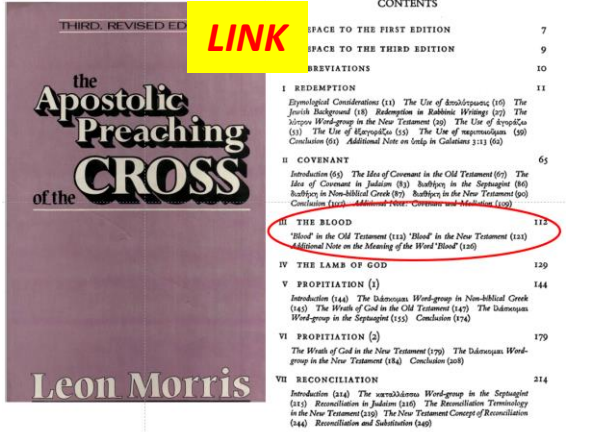 THIRD, REVISED ED
the
Apostolic
Preaching
of the CROSS
Leon Morris
LINK
CONTENTS
EFACE TO THE FIRST EDITION 7
EFACE TO THE THIRD EDITION 9
BREVIATIONS 10
I REDEMPTION 11
Etymological Considerations (11) The Use of ἀπολύτρωσις (16) The
Jewish Background (18) Redemption in Rabbinic Writings (27) The
λύτρον Word-group in the New Testament (29) The Use of ἀγοράζω
(53) The Use of ἐξαγοράζω (55) The Use of περιποιοῦμαι (59)
Conclusion (61) Additional Note on ὑπέρ in Galatians 3:13 (62)
II COVENANT 65
Introduction (65) The Idea of Covenant in the Old Testament (67) The
Idea of Covenant in Judaism (83) διαθήκη in the Septuagint (86)
διαθήκη in Non-biblical Greek (87) διαθήκη in the New Testament (90)
Conclusion (107) Additional Note: Covenant and Mediation (109)
III THE BLOOD 112
'Blood' in the Old Testament (112) 'Blood' in the New Testament (121)
Additional Note on the Meaning of the Word 'Blood' (126)
IV THE LAMB OF GOD 129
V PROPITIATION (1) 144
Introduction (144) The ἱλάσκομαι Word-group in Non-biblical Greek
(145) The Wrath of God in the Old Testament (147) The ἱλάσκομαι
Word-group in the Septuagint (155) Conclusion (174)
VI PROPITIATION (2) 179
The Wrath of God in the New Testament (179) The ἱλάσκομαι Word-
group in the New Testament (184) Conclusion (208)
VII RECONCILIATION 214
Introduction (214) The καταλλάσσω Word-group in the Septuagint
(215) Reconciliation in Judaism (216) The Reconciliation Terminology
in the New Testament (219) The New Testament Concept of Reconciliation
(244) Reconciliation and Substitution (249)